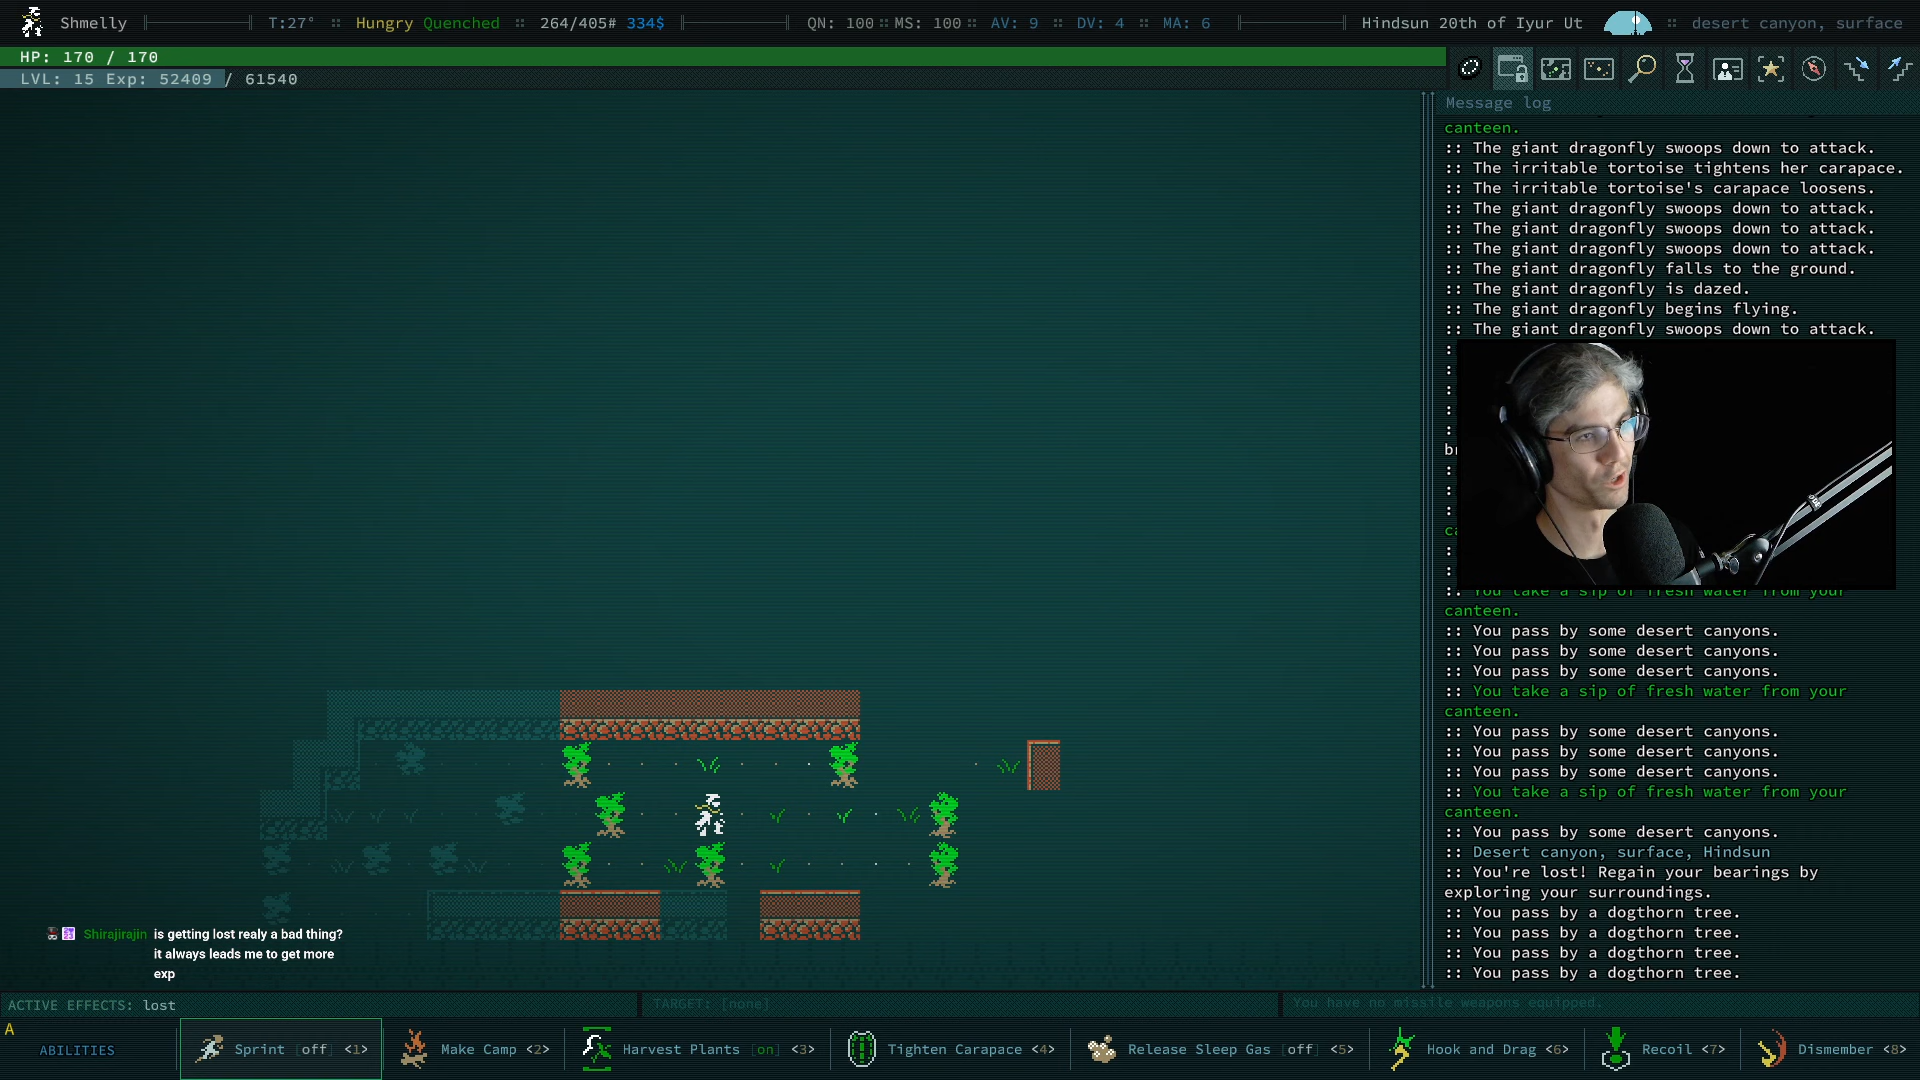 Shmelly T:27° :: Hungry Quenched :: 264/405# 334$ QN: 100 :: MS: 100 :: AV: 9 :: DV: 4 :: MA: 6 Hindsun 20th of Iyur Ut :: desert canyon, surface
HP: 170 / 170
LVL: 15 Exp: 52409 / 61540
Message log
canteen.
:: The giant dragonfly swoops down to attack.
:: The irritable tortoise tightens her carapace.
:: The irritable tortoise's carapace loosens.
:: The giant dragonfly swoops down to attack.
:: The giant dragonfly swoops down to attack.
:: The giant dragonfly swoops down to attack.
:: The giant dragonfly falls to the ground.
:: The giant dragonfly is dazed.
:: The giant dragonfly begins flying.
:: The giant dragonfly swoops down to attack.
:: You take a sip of fresh water from your
canteen.
:: You pass by some desert canyons.
:: You pass by some desert canyons.
:: You pass by some desert canyons.
:: You take a sip of fresh water from your
canteen.
:: You pass by some desert canyons.
:: You pass by some desert canyons.
:: You pass by some desert canyons.
:: You take a sip of fresh water from your
canteen.
:: You pass by some desert canyons.
:: Desert canyon, surface, Hindsun
:: You're lost! Regain your bearings by
exploring your surroundings.
:: You pass by a dogthorn tree.
:: You pass by a dogthorn tree.
:: You pass by a dogthorn tree.
:: You pass by a dogthorn tree.
Shirajirajin is getting lost realy a bad thing?
it always leads me to get more
exp
ACTIVE EFFECTS: lost
TARGET: [none]
You have no missile weapons equipped.
A
ABILITIES
Sprint [off] <1>
Make Camp <2>
Harvest Plants [on] <3>
Tighten Carapace <4>
Release Sleep Gas [off] <5>
Hook and Drag <6>
Recoil <7>
Dismember <8>